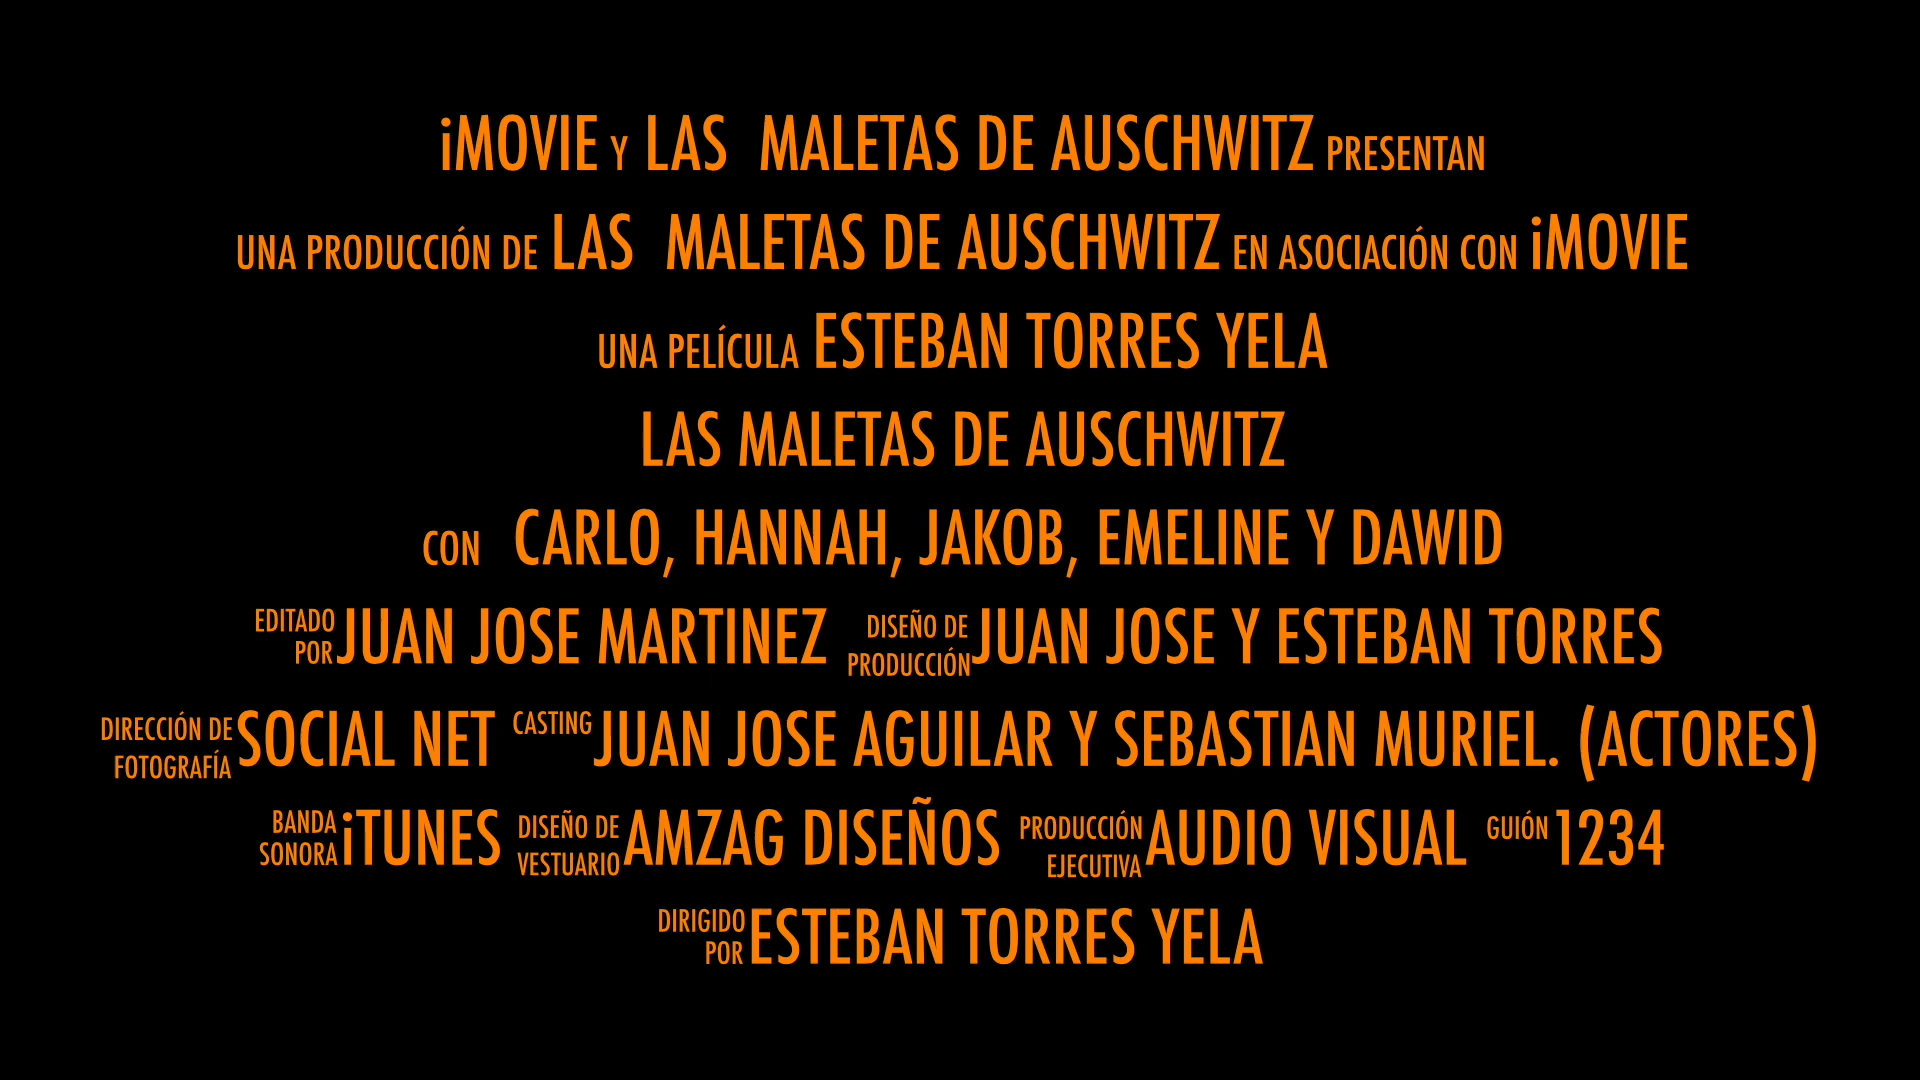 iMOVIE Y LAS  MALETAS DE AUSCHWITZ PRESENTAN
UNA PRODUCCIÓN DE LAS  MALETAS DE AUSCHWITZ EN ASOCIACIÓN CON iMOVIE
UNA PELÍCULA ESTEBAN TORRES YELA
LAS MALETAS DE AUSCHWITZ
CON  CARLO, HANNAH, JAKOB, EMELINE Y DAWID
EDITADO POR JUAN JOSE MARTINEZ DISEÑO DE PRODUCCIÓN JUAN JOSE Y ESTEBAN TORRES
DIRECCIÓN DE FOTOGRAFÍA SOCIAL NET CASTING JUAN JOSE AGUILAR Y SEBASTIAN MURIEL. (ACTORES)
BANDA SONORA iTUNES DISEÑO DE VESTUARIO AMZAG DISEÑOS PRODUCCIÓN EJECUTIVA AUDIO VISUAL GUIÓN 1234
DIRIGIDO POR ESTEBAN TORRES YELA